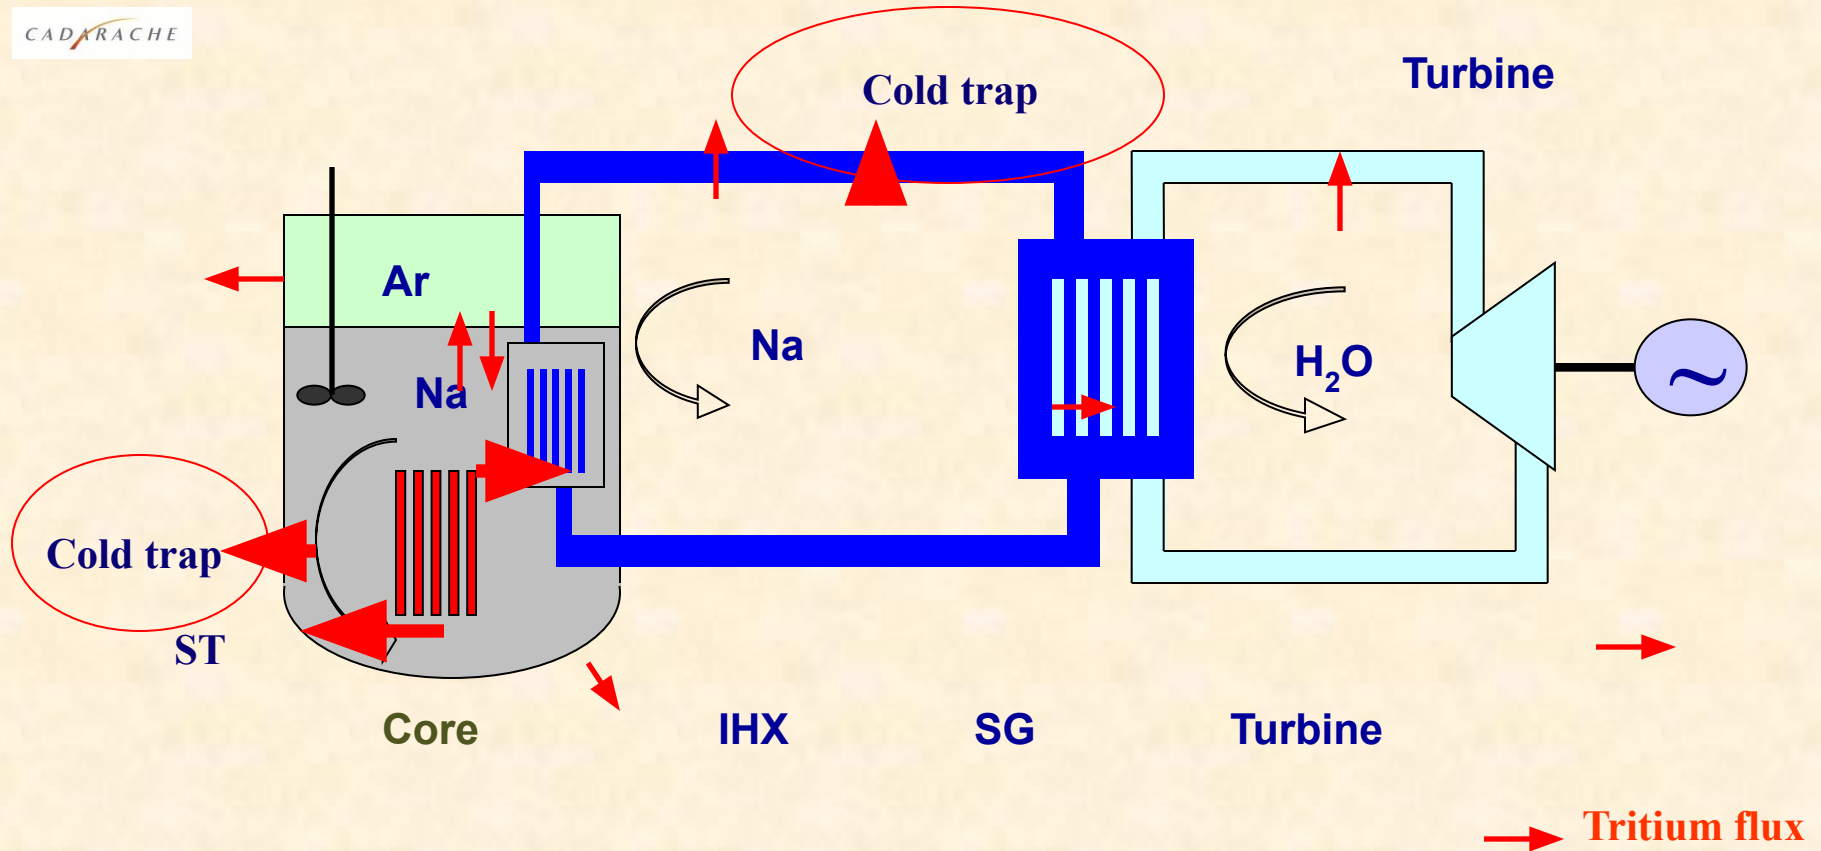 CADARACHE
Cold trap
Turbine
Ar
Na
Na
H₂O
~
Cold trap
ST
Core
IHX
SG
Turbine
Tritium flux